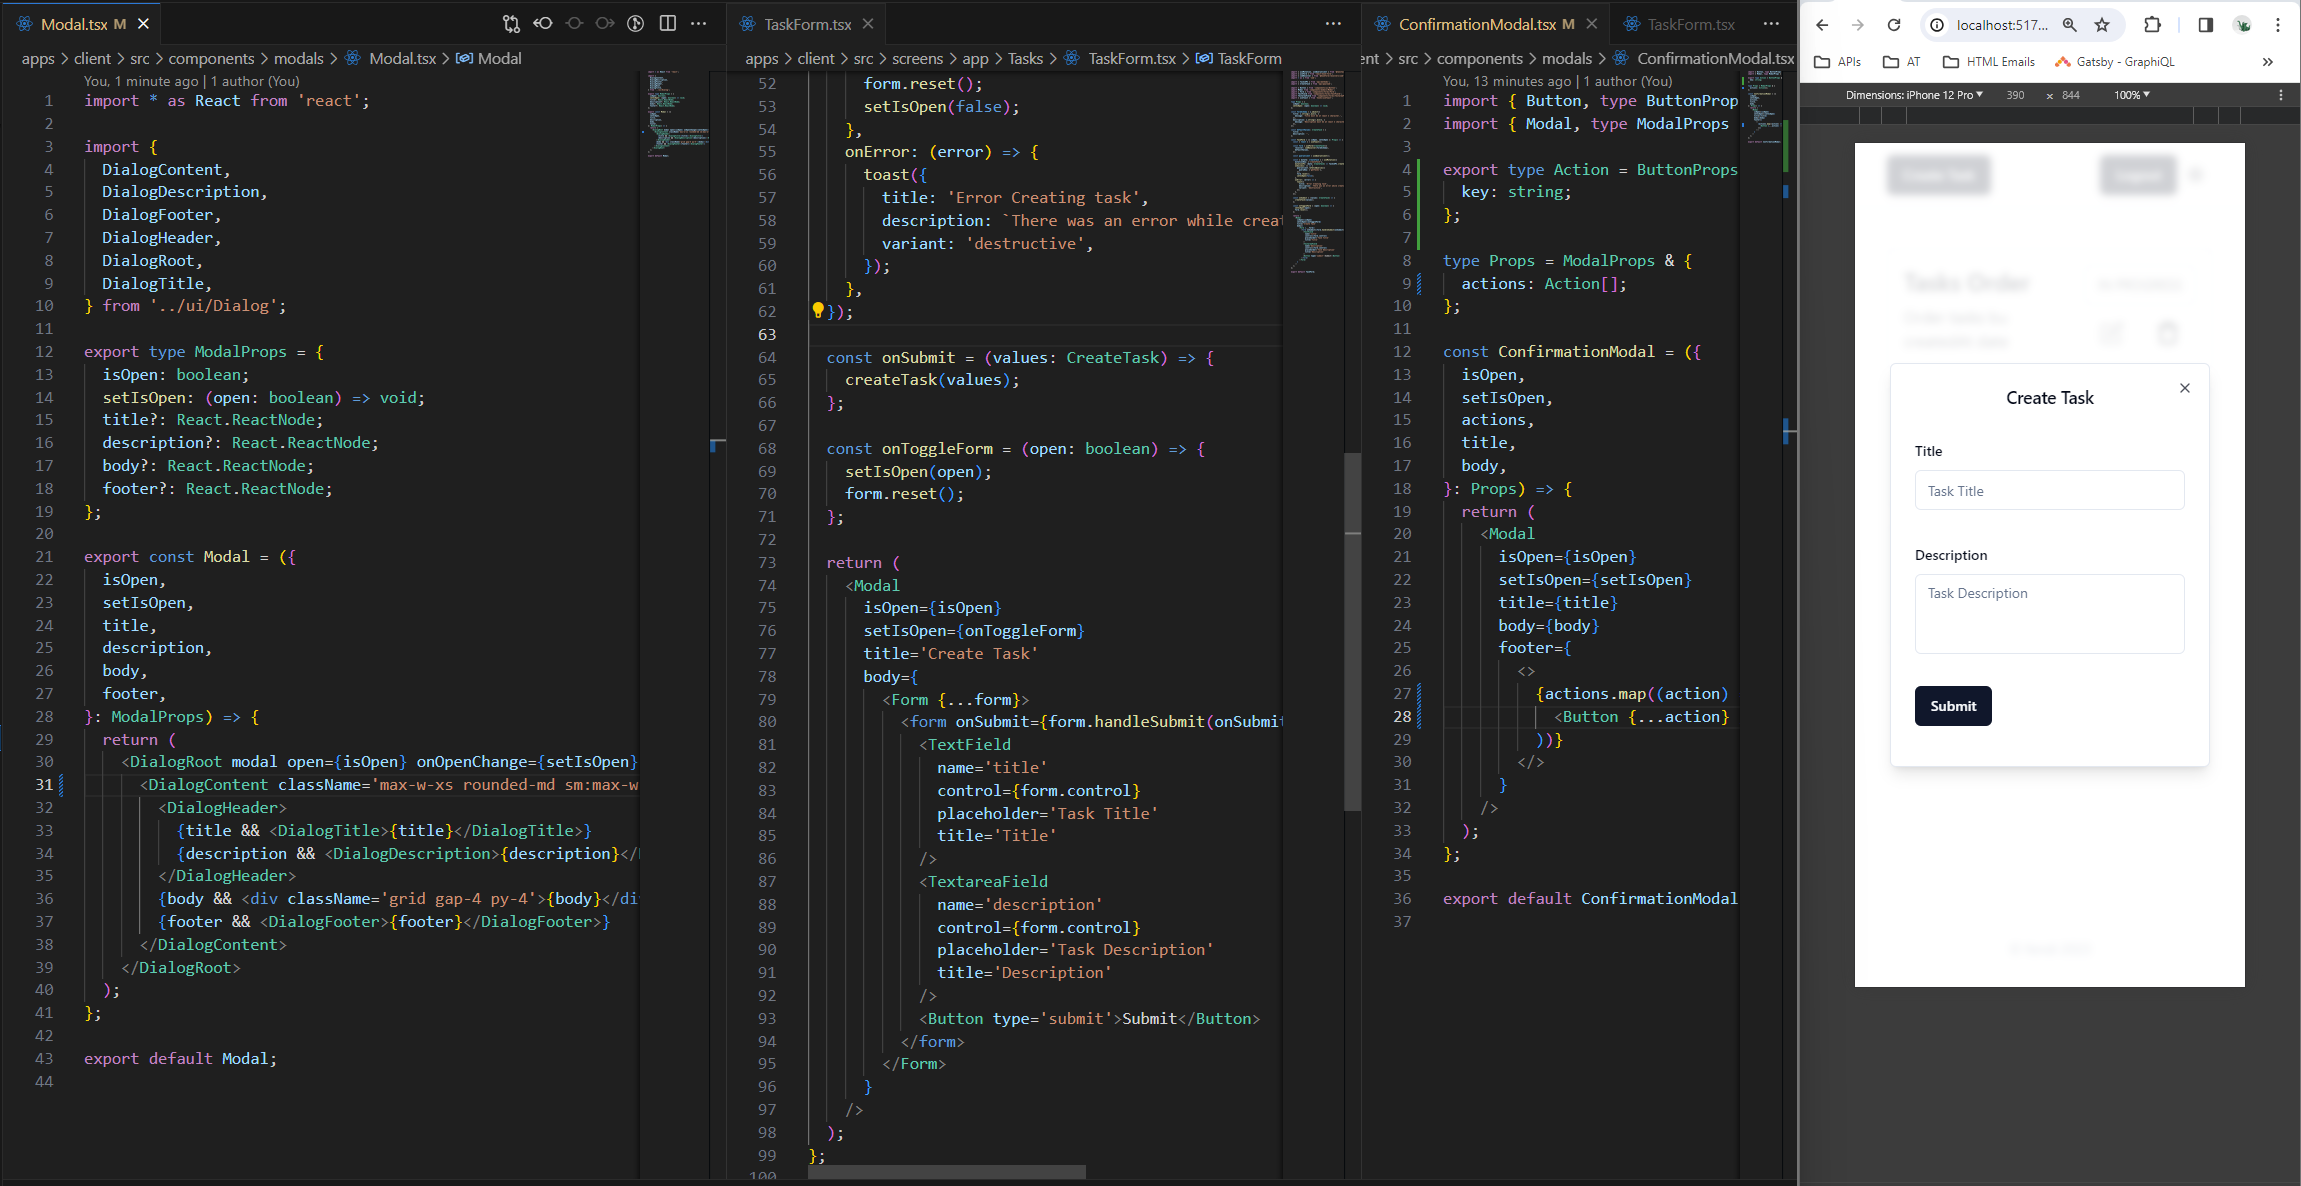 Modal.tsx M
apps > client > src > components > modals > Modal.tsx > Modal
You, 1 minute ago | 1 author (You)
1 import * as React from 'react';
2
3 import {
4 DialogContent,
5 DialogDescription,
6 DialogFooter,
7 DialogHeader,
8 DialogRoot,
9 DialogTitle,
10 } from '../ui/Dialog';
11
12 export type ModalProps = {
13 isOpen: boolean;
14 setIsOpen: (open: boolean) => void;
15 title?: React.ReactNode;
16 description?: React.ReactNode;
17 body?: React.ReactNode;
18 footer?: React.ReactNode;
19 };
20
21 export const Modal = ({
22 isOpen,
23 setIsOpen,
24 title,
25 description,
26 body,
27 footer,
28 }: ModalProps) => {
29 return (
30 <DialogRoot modal open={isOpen} onOpenChange={setIsOpen}
31 <DialogContent className='max-w-xs rounded-md sm:max-w
32 <DialogHeader>
33 {title && <DialogTitle>{title}</DialogTitle>}
34 {description && <DialogDescription>{description}</
35 </DialogHeader>
36 {body && <div className='grid gap-4 py-4'>{body}</di
37 {footer && <DialogFooter>{footer}</DialogFooter>}
38 </DialogContent>
39 </DialogRoot>
40 );
41 };
42
43 export default Modal;
44
TaskForm.tsx
apps > client > src > screens > app > Tasks > TaskForm.tsx > TaskForm
52 form.reset();
53 setIsOpen(false);
54 },
55 onError: (error) => {
56 toast({
57 title: 'Error Creating task',
58 description: `There was an error while crea
59 variant: 'destructive',
60 });
61 },
62 });
63
64 const onSubmit = (values: CreateTask) => {
65 createTask(values);
66 };
67
68 const onToggleForm = (open: boolean) => {
69 setIsOpen(open);
70 form.reset();
71 };
72
73 return (
74 <Modal
75 isOpen={isOpen}
76 setIsOpen={onToggleForm}
77 title='Create Task'
78 body={
79 <Form {...form}>
80 <form onSubmit={form.handleSubmit(onSubmit
81 <TextField
82 name='title'
83 control={form.control}
84 placeholder='Task Title'
85 title='Title'
86 />
87 <TextareaField
88 name='description'
89 control={form.control}
90 placeholder='Task Description'
91 title='Description'
92 />
93 <Button type='submit'>Submit</Button>
94 </form>
95 </Form>
96 }
97 />
98 );
99 };
100
ConfirmationModal.tsx M TaskForm.tsx
ent > src > components > modals > ConfirmationModal.tsx
You, 13 minutes ago | 1 author (You)
1 import { Button, type ButtonProp
2 import { Modal, type ModalProps
3
4 export type Action = ButtonProps
5 key: string;
6 };
7
8 type Props = ModalProps & {
9 actions: Action[];
10 };
11
12 const ConfirmationModal = ({
13 isOpen,
14 setIsOpen,
15 actions,
16 title,
17 body,
18 }: Props) => {
19 return (
20 <Modal
21 isOpen={isOpen}
22 setIsOpen={setIsOpen}
23 title={title}
24 body={body}
25 footer={
26 <>
27 {actions.map((action)
28 <Button {...action}
29 ))}
30 </>
31 }
32 />
33 );
34 };
35
36 export default ConfirmationModal
37
localhost:517...
APIs AT HTML Emails Gatsby - GraphiQL »
Dimensions: iPhone 12 Pro 390 × 844 100%
Tasks Order
Create Task
Title
Task Title
Description
Task Description
Submit